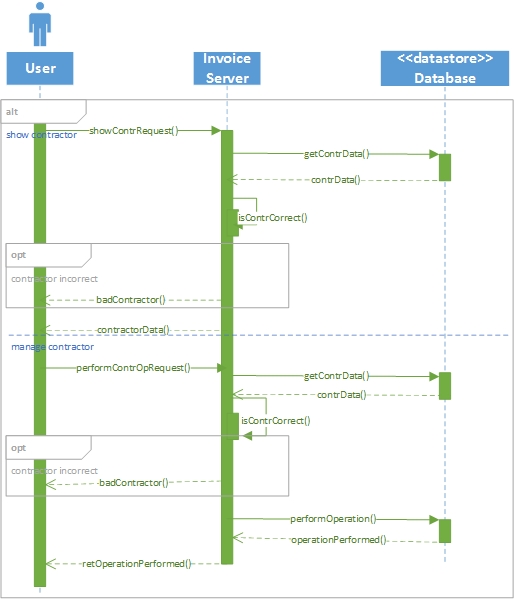 User
Invoice
Server
<<datastore>>
Database
alt
show contractor
showContrRequest()
getContrData()
contrData()
isContrCorrect()
opt
contractor incorrect
badContractor()
contractorData()
manage contractor
performContrOpRequest()
getContrData()
contrData()
isContrCorrect()
opt
contractor incorrect
badContractor()
performOperation()
operationPerformed()
retOperationPerformed()